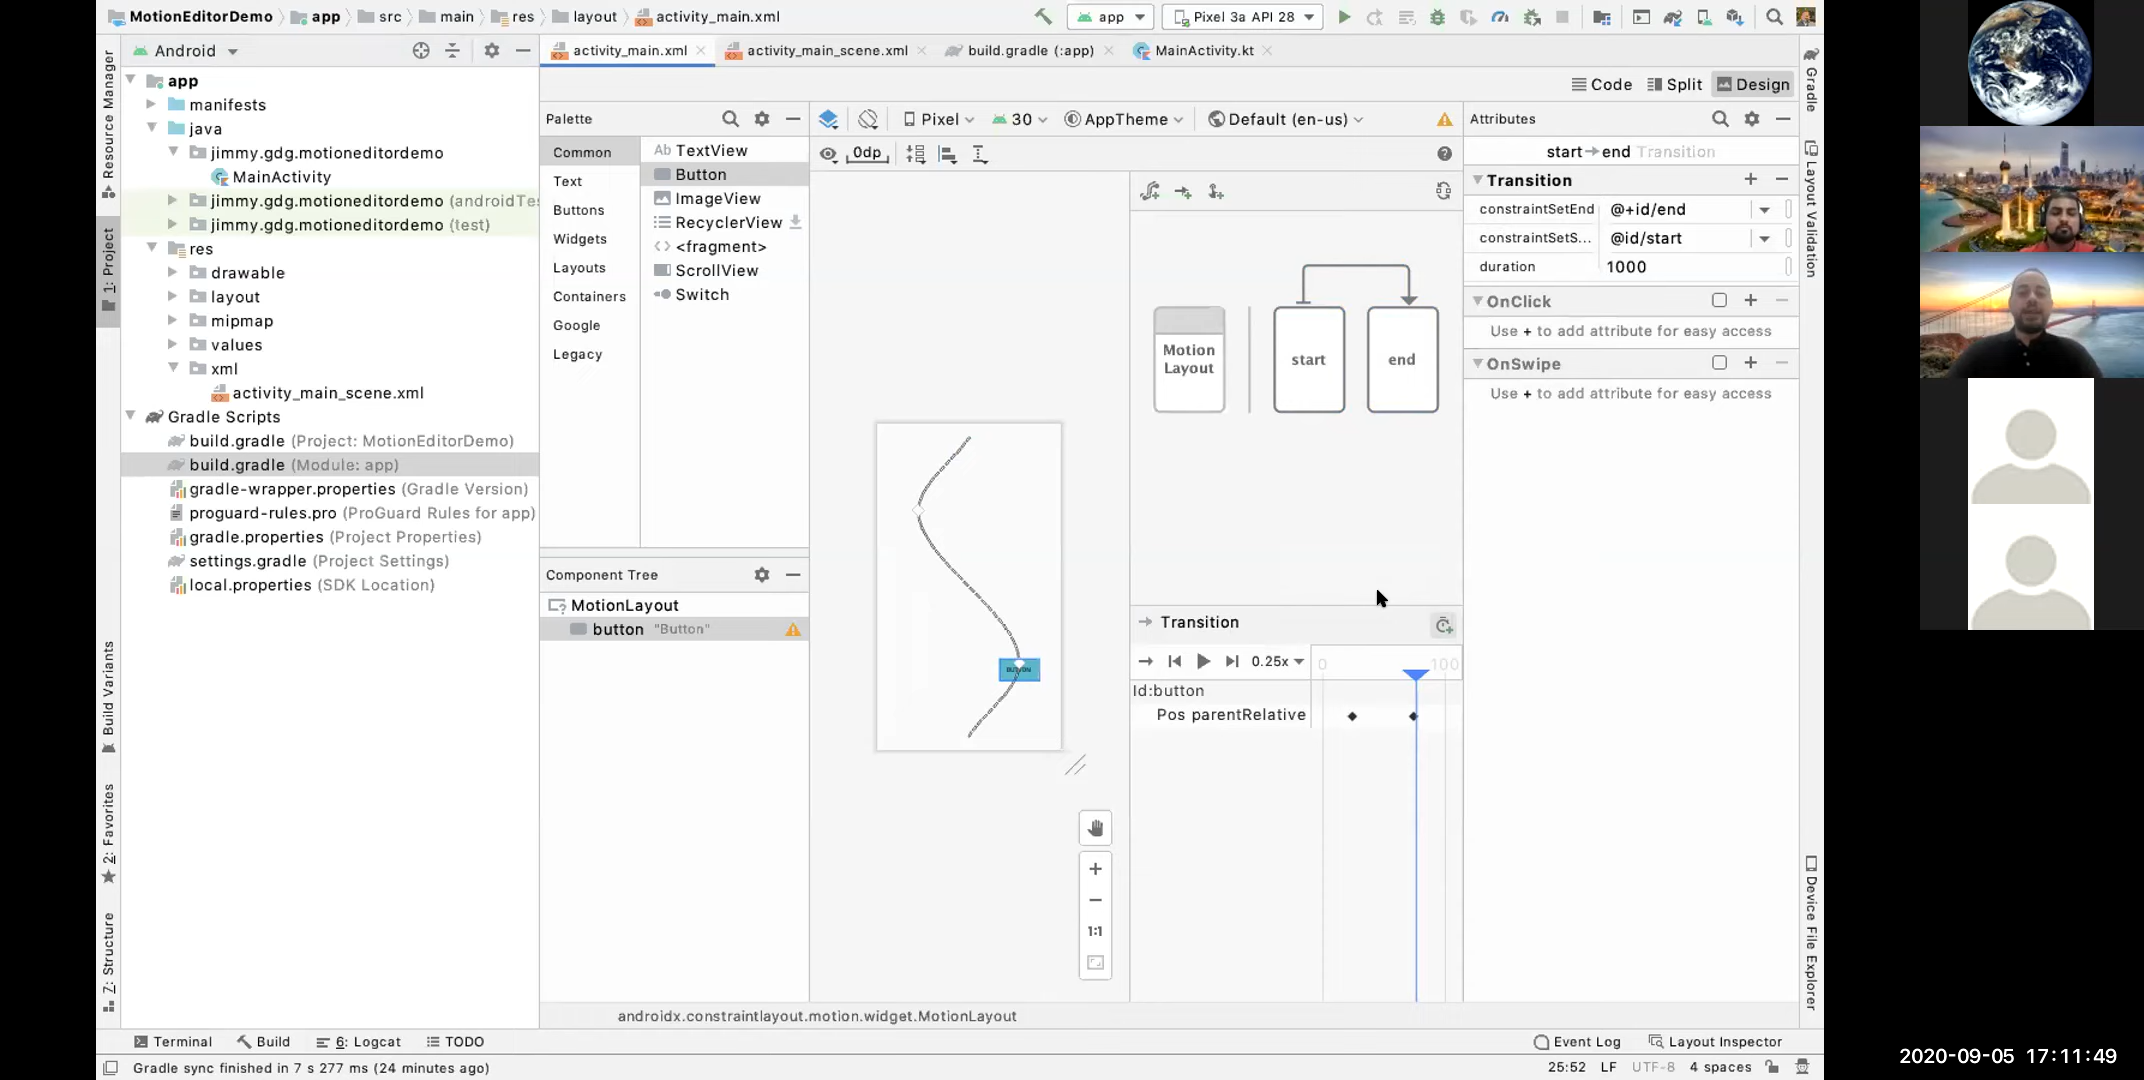 MotionEditorDemo app src main res layout activity_main.xml
app Pixel 3a API 28
Android
activity_main.xml activity_main_scene.xml build.gradle (:app) MainActivity.kt
Code Split Design
Resource Manager
1: Project
Build Variants
2: Favorites
Z: Structure
app
manifests
java
jimmy.gdg.motioneditordemo
MainActivity
jimmy.gdg.motioneditordemo (androidTes
jimmy.gdg.motioneditordemo (test)
res
drawable
layout
mipmap
values
xml
activity_main_scene.xml
Gradle Scripts
build.gradle (Project: MotionEditorDemo)
build.gradle (Module: app)
gradle-wrapper.properties (Gradle Version)
proguard-rules.pro (ProGuard Rules for app)
gradle.properties (Project Properties)
settings.gradle (Project Settings)
local.properties (SDK Location)
Palette
Common
Text
Buttons
Widgets
Layouts
Containers
Google
Legacy
Ab TextView
Button
ImageView
RecyclerView
<fragment>
ScrollView
Switch
Component Tree
MotionLayout
button "Button"
Pixel 30 AppTheme Default (en-us)
0dp
Motion
Layout
start
end
BUTTON
1:1
Transition
0.25x 0 100
Id:button
Pos parentRelative
Attributes
start end Transition
Transition
constraintSetEnd @+id/end
constraintSetS... @id/start
duration 1000
OnClick
Use + to add attribute for easy access
OnSwipe
Use + to add attribute for easy access
Gradle
Layout Validation
Device File Explorer
androidx.constraintlayout.motion.widget.MotionLayout
Terminal Build 6: Logcat TODO
Event Log Layout Inspector
Gradle sync finished in 7 s 277 ms (24 minutes ago)
25:52 LF UTF-8 4 spaces
2020-09-05 17:11:49